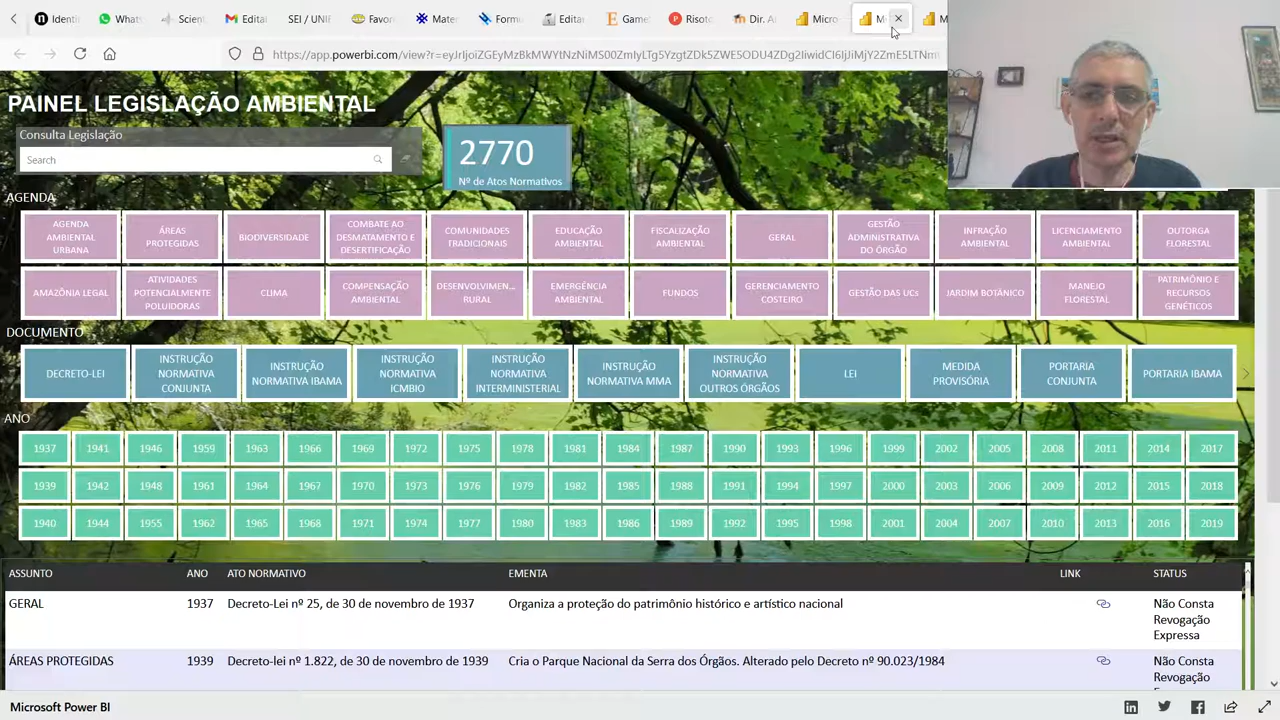 Identi
What
Scient
Edital
SEI / UNIF
Favor
Mater
Formu
Edita
Game
Risot
Dir. A
Micro
M
https://app.powerbi.com/view?r=
PAINEL LEGISLAÇÃO AMBIENTAL
Consulta Legislação
Search
2770
Nº de Atos Normativos
AGENDA
AGENDA AMBIENTAL URBANA
ÁREAS PROTEGIDAS
BIODIVERSIDADE
COMBATE AO DESMATAMENTO E DESERTIFICAÇÃO
COMUNIDADES TRADICIONAIS
EDUCAÇÃO AMBIENTAL
FISCALIZAÇÃO AMBIENTAL
GERAL
GESTÃO ADMINISTRATIVA DO ÓRGÃO
INFRAÇÃO AMBIENTAL
LICENCIAMENTO AMBIENTAL
OUTORGA FLORESTAL
AMAZÔNIA LEGAL
ATIVIDADES POTENCIALMENTE POLUIDORAS
CLIMA
COMPENSAÇÃO AMBIENTAL
DESENVOLVIMEN... RURAL
EMERGÊNCIA AMBIENTAL
FUNDOS
GERENCIAMENTO COSTEIRO
GESTÃO DAS UCs
JARDIM BOTÂNICO
MANEJO FLORESTAL
PATRIMÔNIO E RECURSOS GENÉTICOS
DOCUMENTO
DECRETO-LEI
INSTRUÇÃO NORMATIVA CONJUNTA
INSTRUÇÃO NORMATIVA IBAMA
INSTRUÇÃO NORMATIVA ICMBIO
INSTRUÇÃO NORMATIVA INTERMINISTERIAL
INSTRUÇÃO NORMATIVA MMA
INSTRUÇÃO NORMATIVA OUTROS ÓRGÃOS
LEI
MEDIDA PROVISÓRIA
PORTARIA CONJUNTA
PORTARIA IBAMA
ANO
1937 1941 1946 1959 1963 1966 1969 1972 1975 1978 1981 1984 1987 1990 1993 1996 1999 2002 2005 2008 2011 2014 2017
1939 1942 1948 1961 1964 1967 1970 1973 1976 1979 1982 1985 1988 1991 1994 1997 2000 2003 2006 2009 2012 2015 2018
1940 1944 1955 1962 1965 1968 1971 1974 1977 1980 1983 1986 1989 1992 1995 1998 2001 2004 2007 2010 2013 2016 2019
ASSUNTO ANO ATO NORMATIVO EMENTA LINK STATUS
GERAL 1937 Decreto-Lei nº 25, de 30 de novembro de 1937 Organiza a proteção do patrimônio histórico e artístico nacional Não Consta
Revogação
Expressa
ÁREAS PROTEGIDAS 1939 Decreto-lei nº 1.822, de 30 de novembro de 1939 Cria o Parque Nacional da Serra dos Órgãos. Alterado pelo Decreto nº 90.023/1984 Não Consta
Revogação
Microsoft Power BI